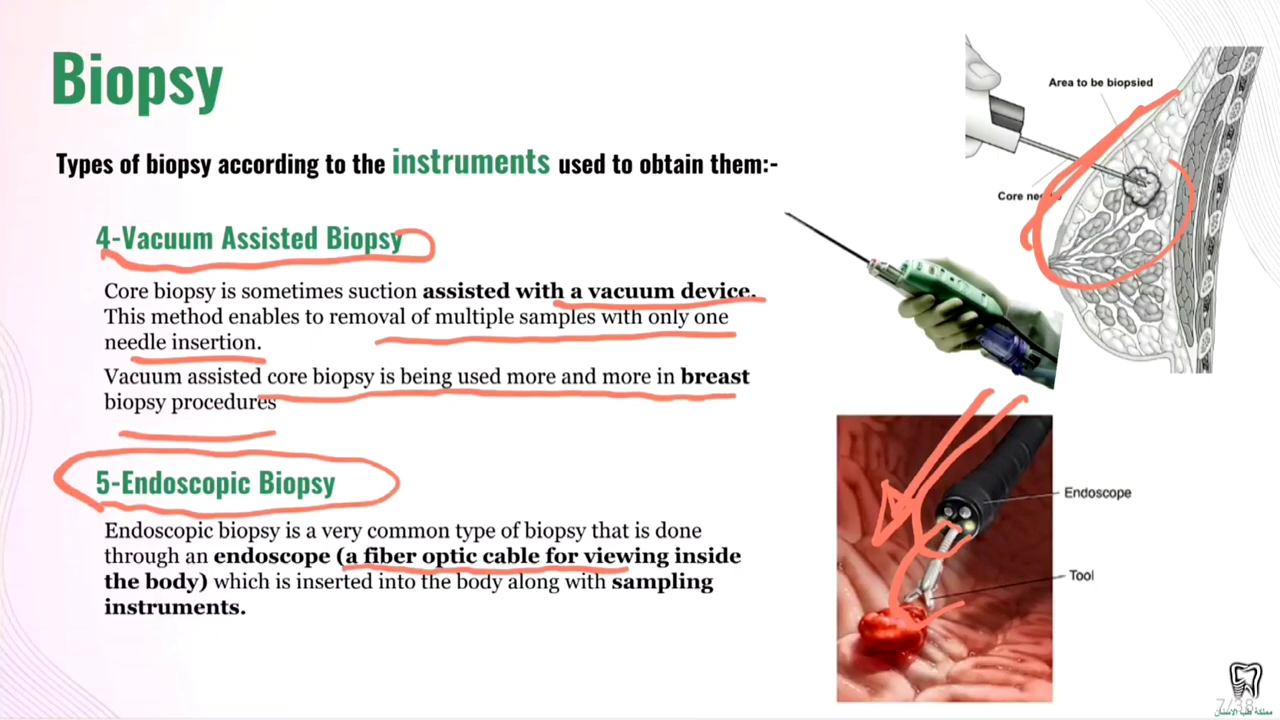 Biopsy
Types of biopsy according to the instruments used to obtain them:-
4-Vacuum Assisted Biopsy
Core biopsy is sometimes suction assisted with a vacuum device.
This method enables to removal of multiple samples with only one
needle insertion.
Vacuum assisted core biopsy is being used more and more in breast
biopsy procedures
5-Endoscopic Biopsy
Endoscopic biopsy is a very common type of biopsy that is done
through an endoscope (a fiber optic cable for viewing inside
the body) which is inserted into the body along with sampling
instruments.
Area to be biopsied
Core
Endoscope
Tool
مملكة طب الاسنان